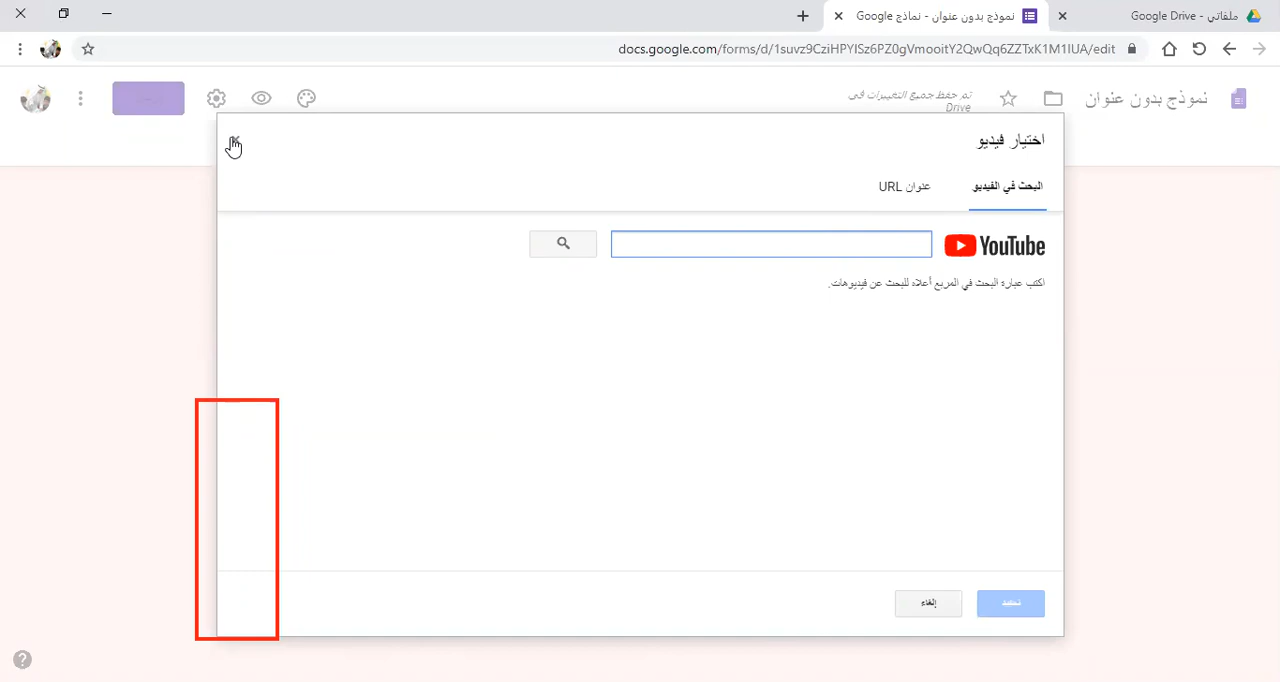 ملفاتي - Google Drive
نموذج بدون عنوان - نماذج Google
docs.google.com/forms/d/1suvz9CziHPYISz6PZ0gVmooitY2QwQq6ZZTxK1M1IUA/edit
نموذج بدون عنوان
تم حفظ جميع التغييرات في
Drive
اختيار فيديو
البحث في الفيديو
عنوان URL
YouTube
اكتب عبارة البحث في المربع أعلاه للبحث عن فيديوهات.
تحديد
إلغاء